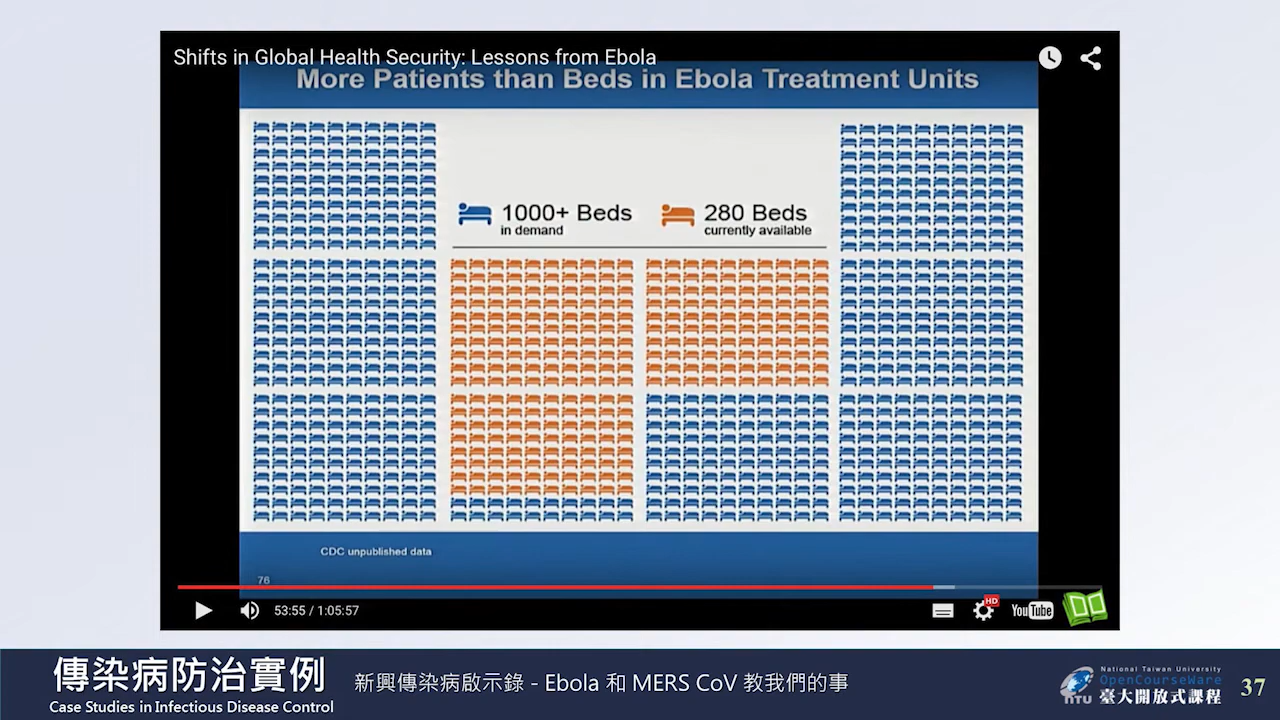 Shifts in Global Health Security: Lessons from Ebola
More Patients than Beds in Ebola Treatment Units
1000+ Beds
in demand
280 Beds
currently available
CDC unpublished data
76
53:55 / 1:05:57
HD
YouTube
傳染病防治實例
Case Studies in Infectious Disease Control
新興傳染病啟示錄 - Ebola 和 MERS CoV 教我們的事
National Taiwan University
OpenCourseWare
NTU 臺大開放式課程
37